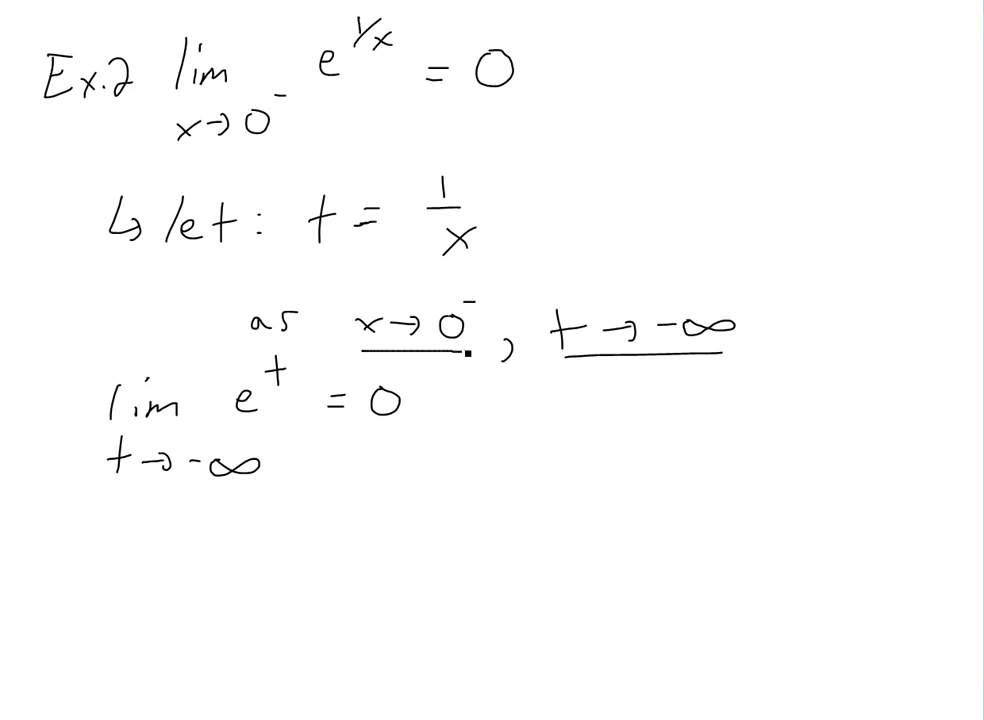 Ex.2 lim x→0⁻ e^(1/x) = 0
↳ let: t = 1/x
as x→0⁻, t→-∞
lim t→-∞ e^t = 0